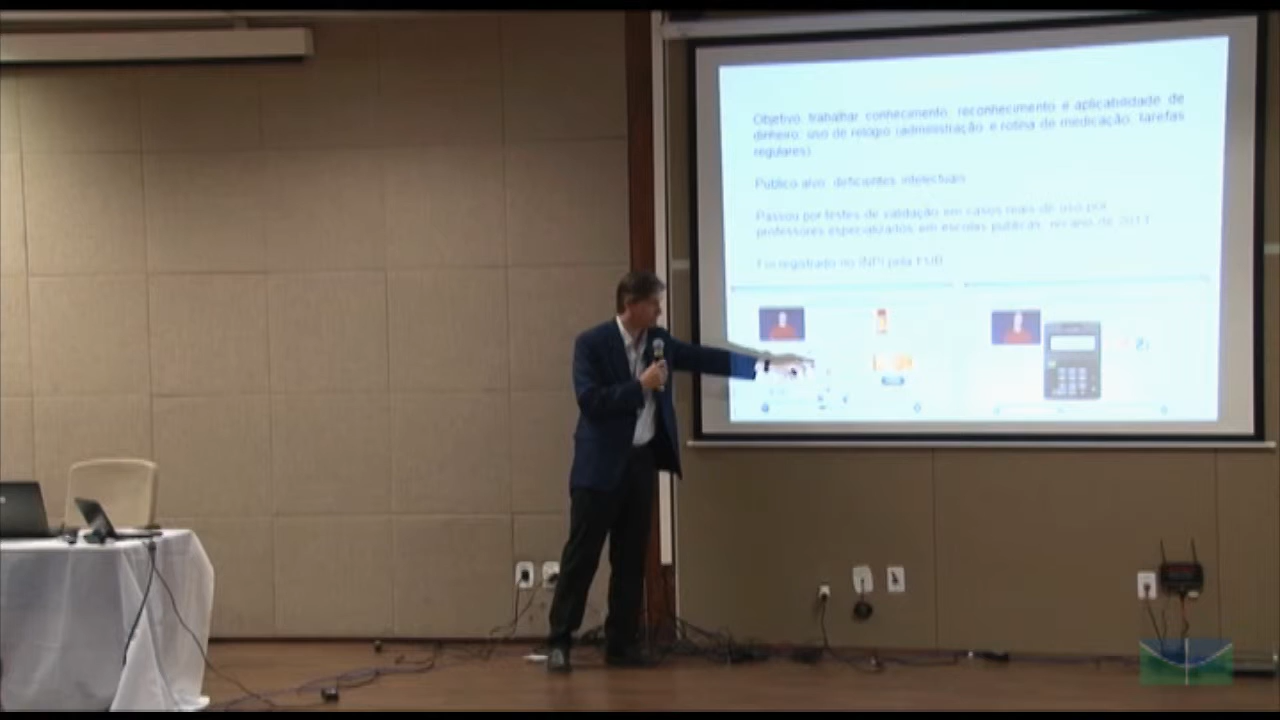 Objetivo trabalhar conhecimento, reconhecimento e aplicabilidade de
dinheiro; uso de relógio (administração e rotina de medicação, tarefas
regulares)
Público alvo: deficientes intelectuais
Passou por testes de validação em casos reais de uso por
professores especializados em escolas públicas, no ano de 2011
Foi registrado no INPI pela FUB